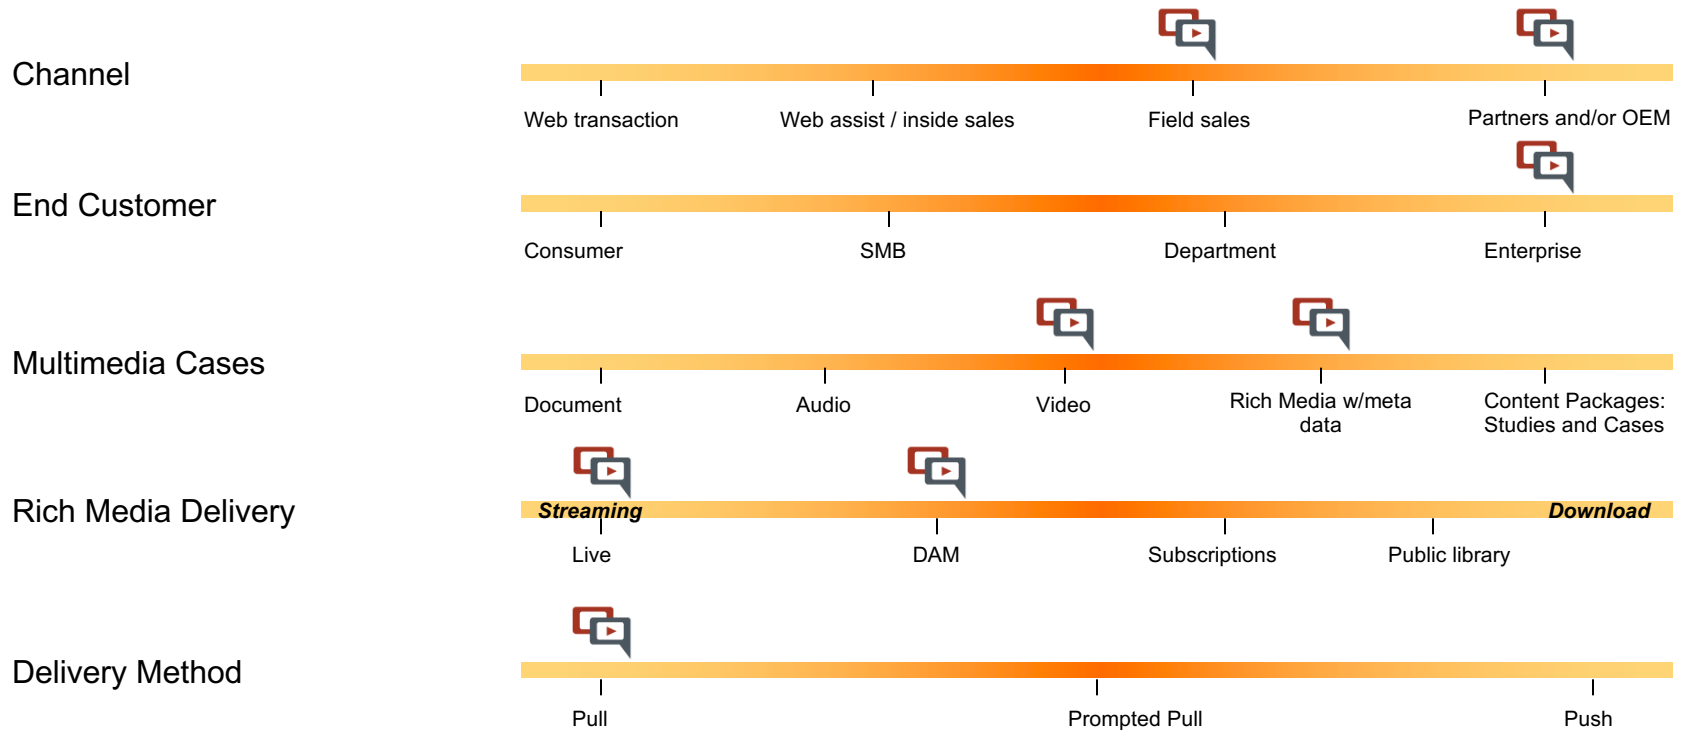 Channel
Web transaction
Web assist / inside sales
Field sales
Partners and/or OEM
End Customer
Consumer
SMB
Department
Enterprise
Multimedia Cases
Document
Audio
Video
Rich Media w/meta
data
Content Packages:
Studies and Cases
Rich Media Delivery
Streaming
Download
Live
DAM
Subscriptions
Public library
Delivery Method
Pull
Prompted Pull
Push